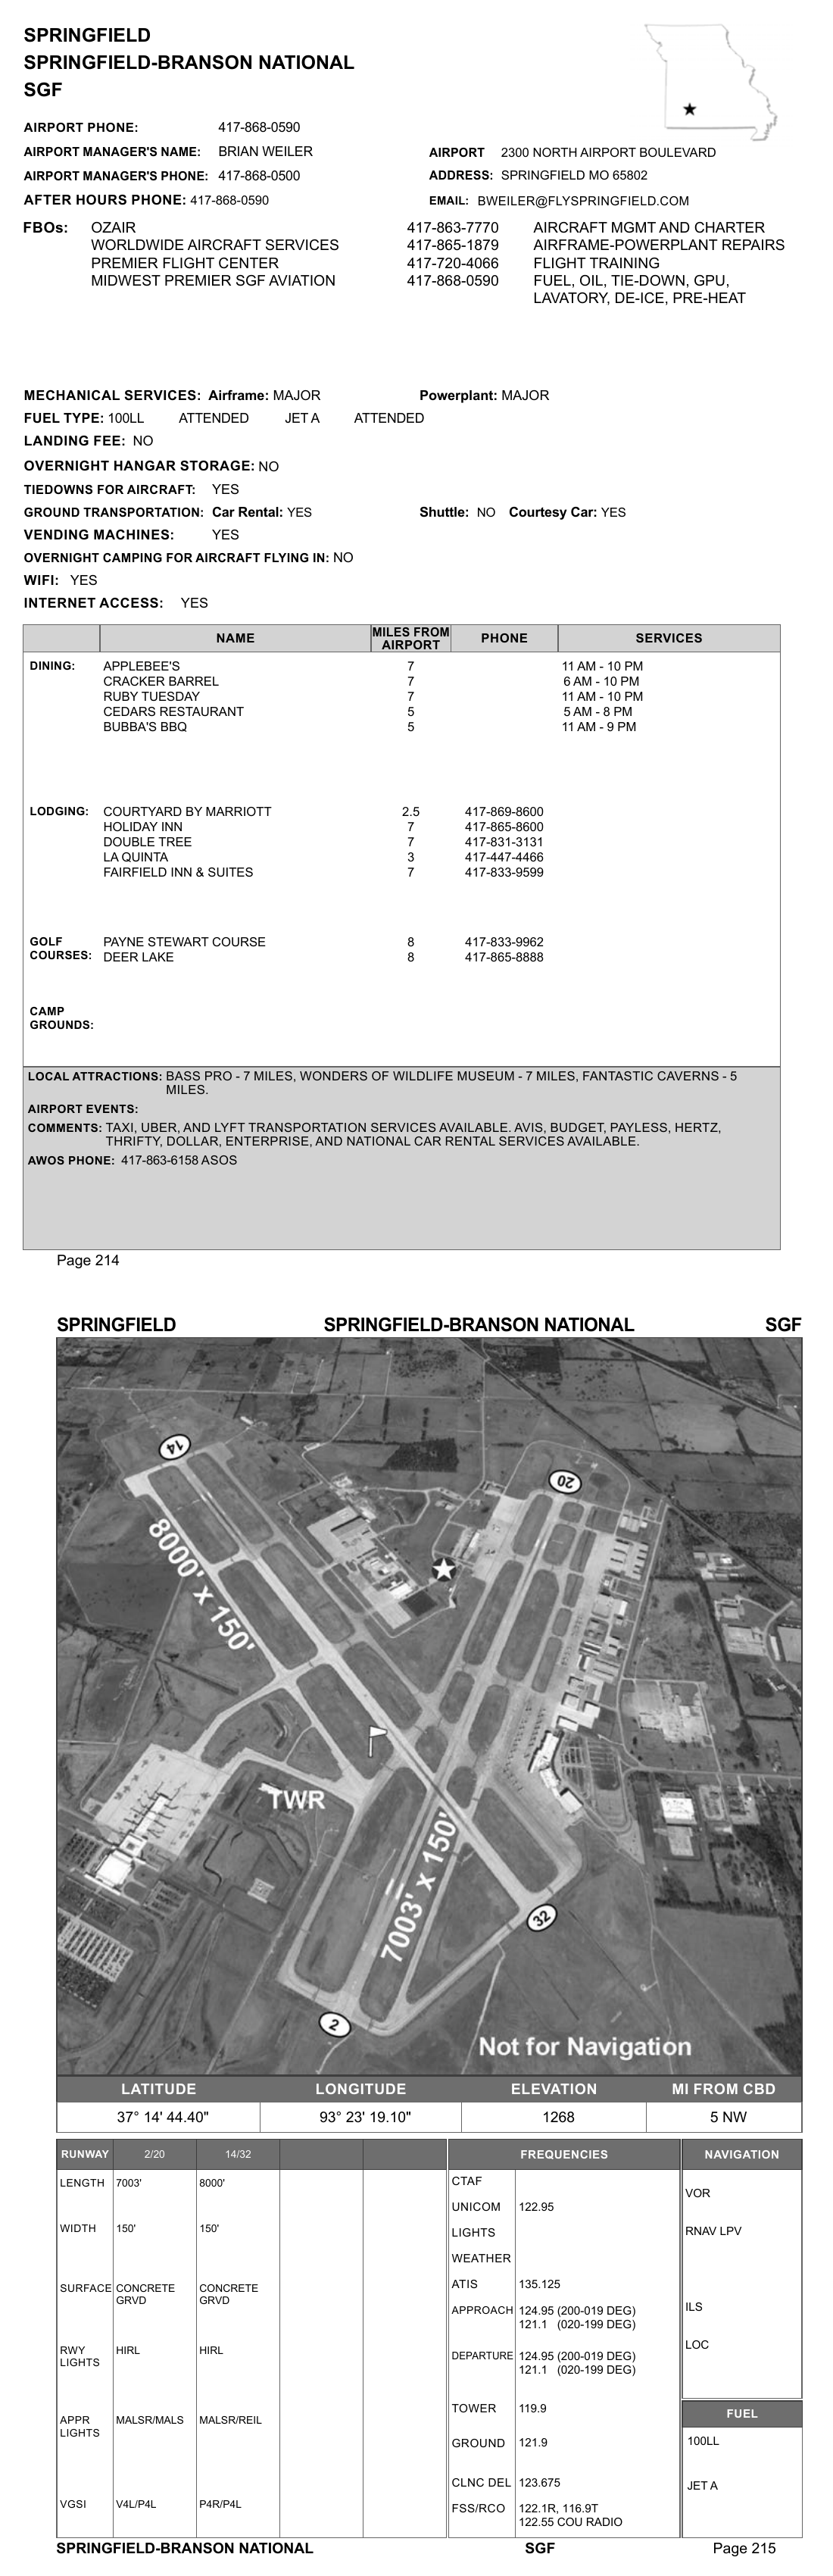 SPRINGFIELD
SPRINGFIELD-BRANSON NATIONAL
SGF
AIRPORT PHONE: 417-868-0590
AIRPORT MANAGER'S NAME: BRIAN WEILER AIRPORT 2300 NORTH AIRPORT BOULEVARD
AIRPORT MANAGER'S PHONE: 417-868-0500 ADDRESS: SPRINGFIELD MO 65802
AFTER HOURS PHONE: 417-868-0590 EMAIL: BWEILER@FLYSPRINGFIELD.COM
FBOs: OZAIR 417-863-7770 AIRCRAFT MGMT AND CHARTER
WORLDWIDE AIRCRAFT SERVICES 417-865-1879 AIRFRAME-POWERPLANT REPAIRS
PREMIER FLIGHT CENTER 417-720-4066 FLIGHT TRAINING
MIDWEST PREMIER SGF AVIATION 417-868-0590 FUEL, OIL, TIE-DOWN, GPU,
LAVATORY, DE-ICE, PRE-HEAT
MECHANICAL SERVICES: Airframe: MAJOR Powerplant: MAJOR
FUEL TYPE: 100LL ATTENDED JET A ATTENDED
LANDING FEE: NO
OVERNIGHT HANGAR STORAGE: NO
TIEDOWNS FOR AIRCRAFT: YES
GROUND TRANSPORTATION: Car Rental: YES Shuttle: NO Courtesy Car: YES
VENDING MACHINES: YES
OVERNIGHT CAMPING FOR AIRCRAFT FLYING IN: NO
WIFI: YES
INTERNET ACCESS: YES
NAME MILES FROM AIRPORT PHONE SERVICES
DINING: APPLEBEE'S 7 11 AM - 10 PM
CRACKER BARREL 7 6 AM - 10 PM
RUBY TUESDAY 7 11 AM - 10 PM
CEDARS RESTAURANT 5 5 AM - 8 PM
BUBBA'S BBQ 5 11 AM - 9 PM
LODGING: COURTYARD BY MARRIOTT 2.5 417-869-8600
HOLIDAY INN 7 417-865-8600
DOUBLE TREE 7 417-831-3131
LA QUINTA 3 417-447-4466
FAIRFIELD INN & SUITES 7 417-833-9599
GOLF PAYNE STEWART COURSE 8 417-833-9962
COURSES: DEER LAKE 8 417-865-8888
CAMP
GROUNDS:
LOCAL ATTRACTIONS: BASS PRO - 7 MILES, WONDERS OF WILDLIFE MUSEUM - 7 MILES, FANTASTIC CAVERNS - 5
MILES.
AIRPORT EVENTS:
COMMENTS: TAXI, UBER, AND LYFT TRANSPORTATION SERVICES AVAILABLE. AVIS, BUDGET, PAYLESS, HERTZ,
THRIFTY, DOLLAR, ENTERPRISE, AND NATIONAL CAR RENTAL SERVICES AVAILABLE.
AWOS PHONE: 417-863-6158 ASOS
Page 214
SPRINGFIELD SPRINGFIELD-BRANSON NATIONAL SGF
14
20
8000' x 150'
TWR
7003' x 150'
32
2
Not for Navigation
LATITUDE LONGITUDE ELEVATION MI FROM CBD
37° 14' 44.40" 93° 23' 19.10" 1268 5 NW
RUNWAY 2/20 14/32
LENGTH 7003' 8000'
WIDTH 150' 150'
SURFACE CONCRETE CONCRETE
GRVD GRVD
RWY HIRL HIRL
LIGHTS
APPR MALSR/MALS MALSR/REIL
LIGHTS
VGSI V4L/P4L P4R/P4L
FREQUENCIES
CTAF
UNICOM 122.95
LIGHTS
WEATHER
ATIS 135.125
APPROACH 124.95 (200-019 DEG)
121.1 (020-199 DEG)
DEPARTURE 124.95 (200-019 DEG)
121.1 (020-199 DEG)
TOWER 119.9
GROUND 121.9
CLNC DEL 123.675
FSS/RCO 122.1R, 116.9T
122.55 COU RADIO
NAVIGATION
VOR
RNAV LPV
ILS
LOC
FUEL
100LL
JET A
SPRINGFIELD-BRANSON NATIONAL SGF Page 215